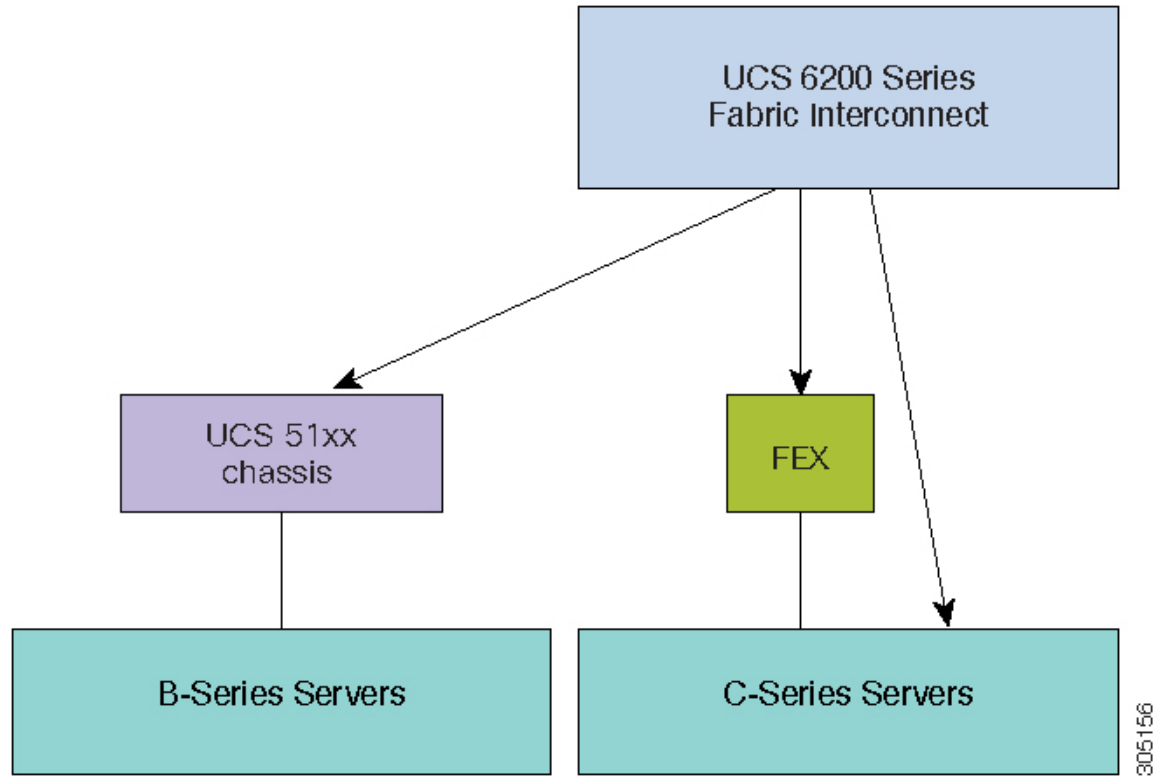 UCS 6200 Series
Fabric Interconnect
UCS 51xx
chassis
FEX
B-Series Servers
C-Series Servers
305156